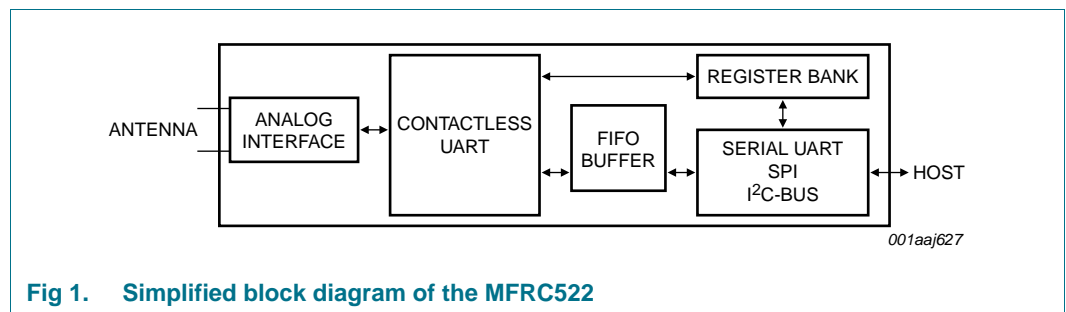 ANTENNA
ANALOG
INTERFACE
CONTACTLESS
UART
FIFO
BUFFER
REGISTER BANK
SERIAL UART
SPI
I²C-BUS
HOST
001aaj627
Fig 1. Simplified block diagram of the MFRC522